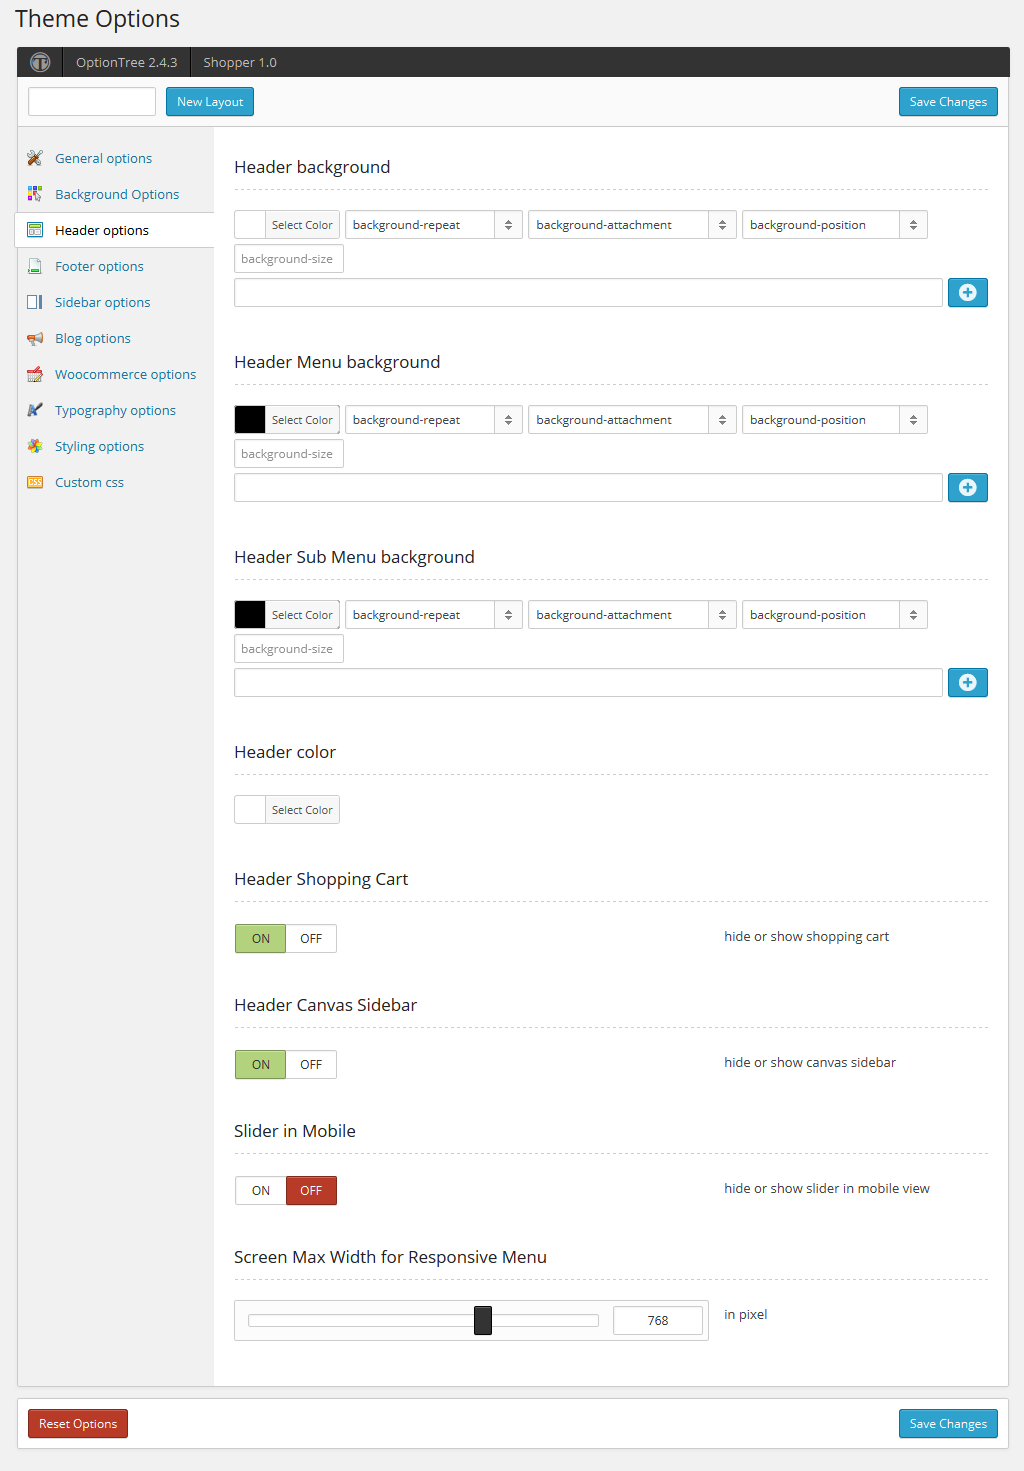 Theme Options
OptionTree 2.4.3 Shopper 1.0
New Layout Save Changes
General options
Background Options
Header options
Footer options
Sidebar options
Blog options
Woocommerce options
Typography options
Styling options
CSS Custom css
Header background
Select Color background-repeat background-attachment background-position
background-size
Header Menu background
Select Color background-repeat background-attachment background-position
background-size
Header Sub Menu background
Select Color background-repeat background-attachment background-position
background-size
Header color
Select Color
Header Shopping Cart
ON OFF hide or show shopping cart
Header Canvas Sidebar
ON OFF hide or show canvas sidebar
Slider in Mobile
ON OFF hide or show slider in mobile view
Screen Max Width for Responsive Menu
768 in pixel
Reset Options Save Changes